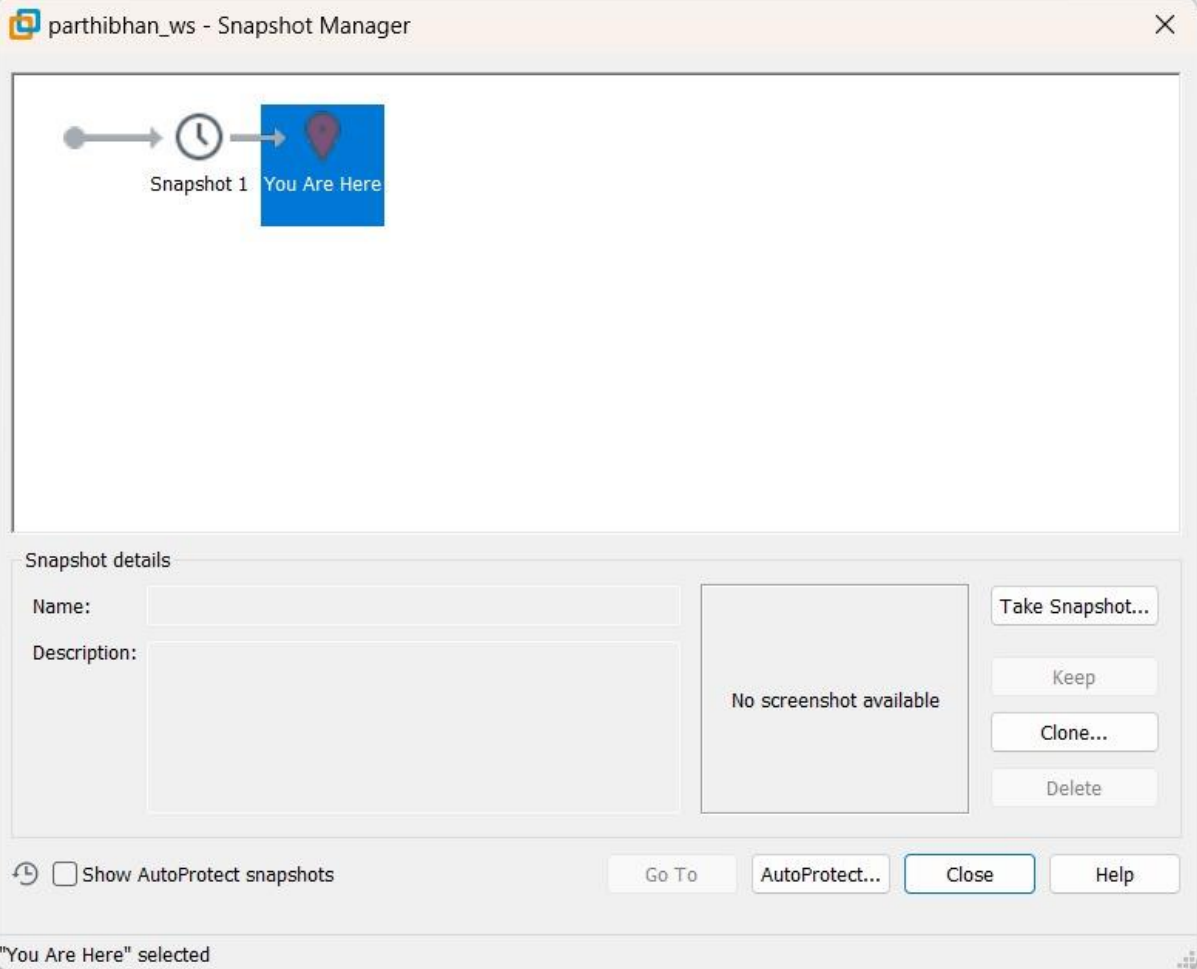 parthibhan_ws - Snapshot Manager
Snapshot 1
You Are Here
Snapshot details
Name:
Take Snapshot...
Description:
Keep
No screenshot available
Clone...
Delete
Show AutoProtect snapshots
Go To
AutoProtect...
Close
Help
"You Are Here" selected